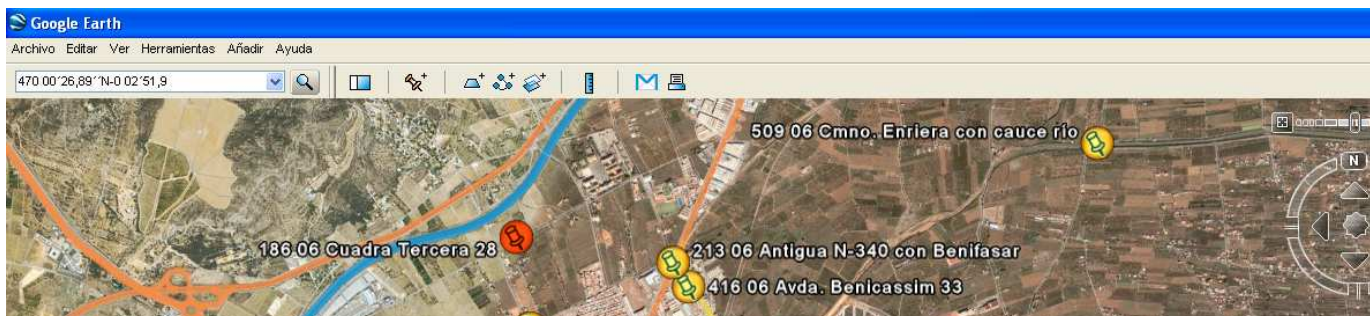 Google Earth
Archivo Editar Ver Herramientas Añadir Ayuda
470 00´26,89´´N-0 02´51,9
509 06 Cmno. Enriera con cauce río
N
186 06 Cuadra Tercera 28
213 06 Antigua N-340 con Benifasar
416 06 Avda. Benicassim 33